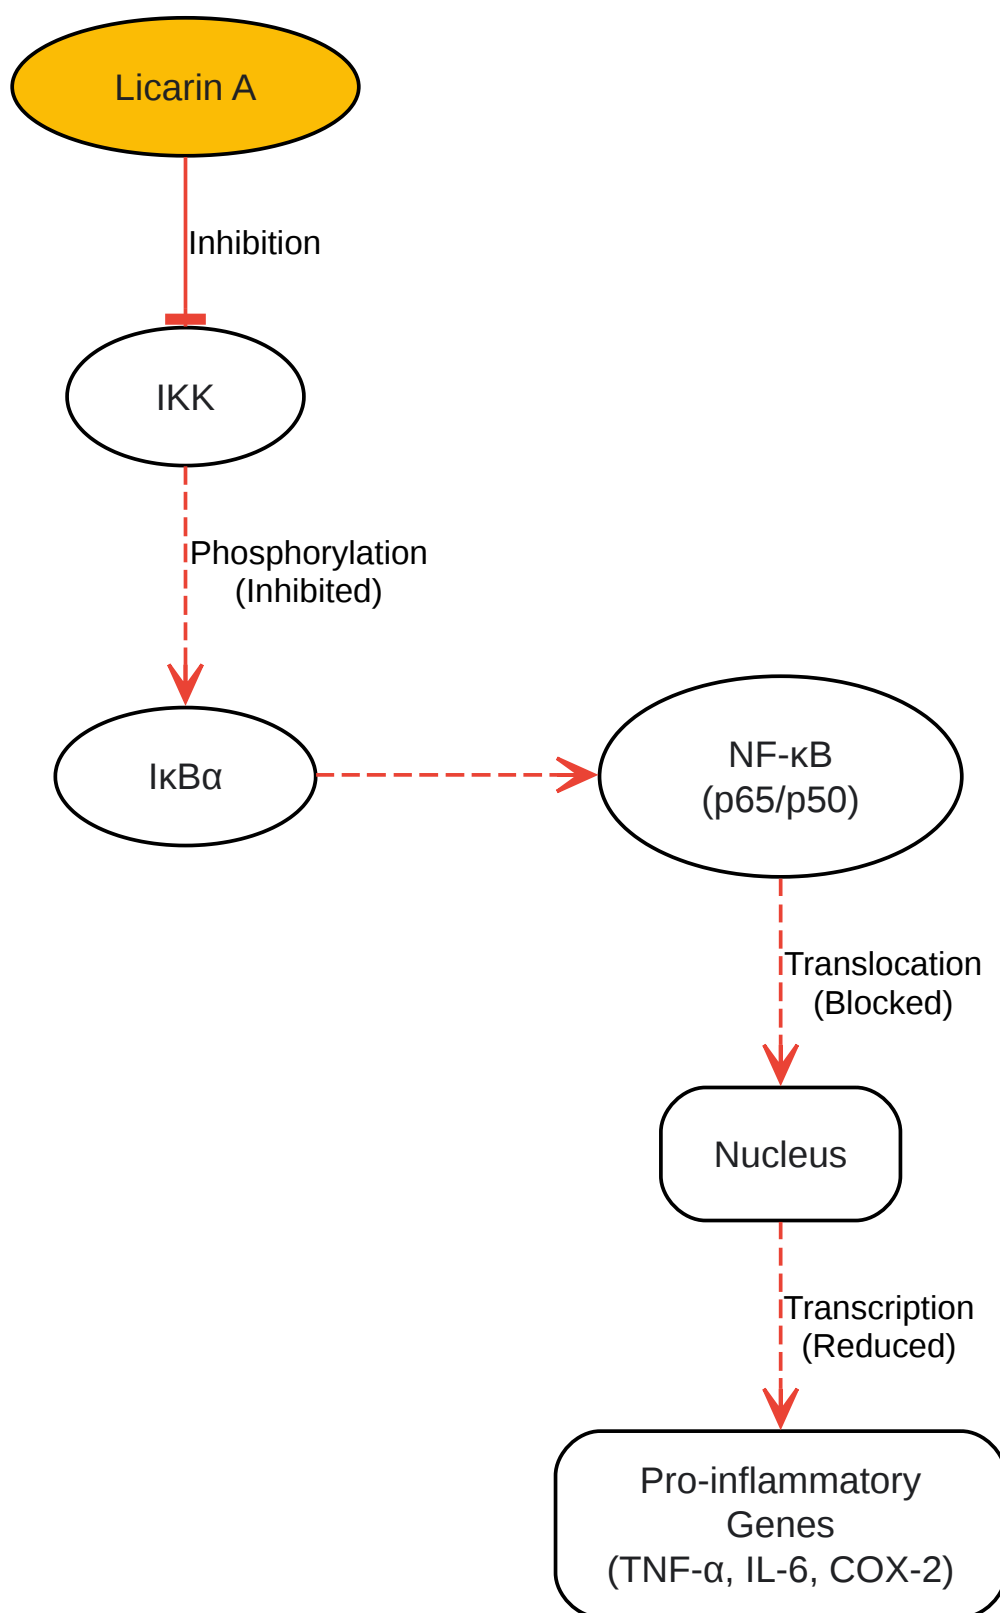 Licarin A
Inhibition
IKK
Phosphorylation
(Inhibited)
IκBα
NF-κB
(p65/p50)
Translocation
(Blocked)
Nucleus
Transcription
(Reduced)
Pro-inflammatory
Genes
(TNF-α, IL-6, COX-2)